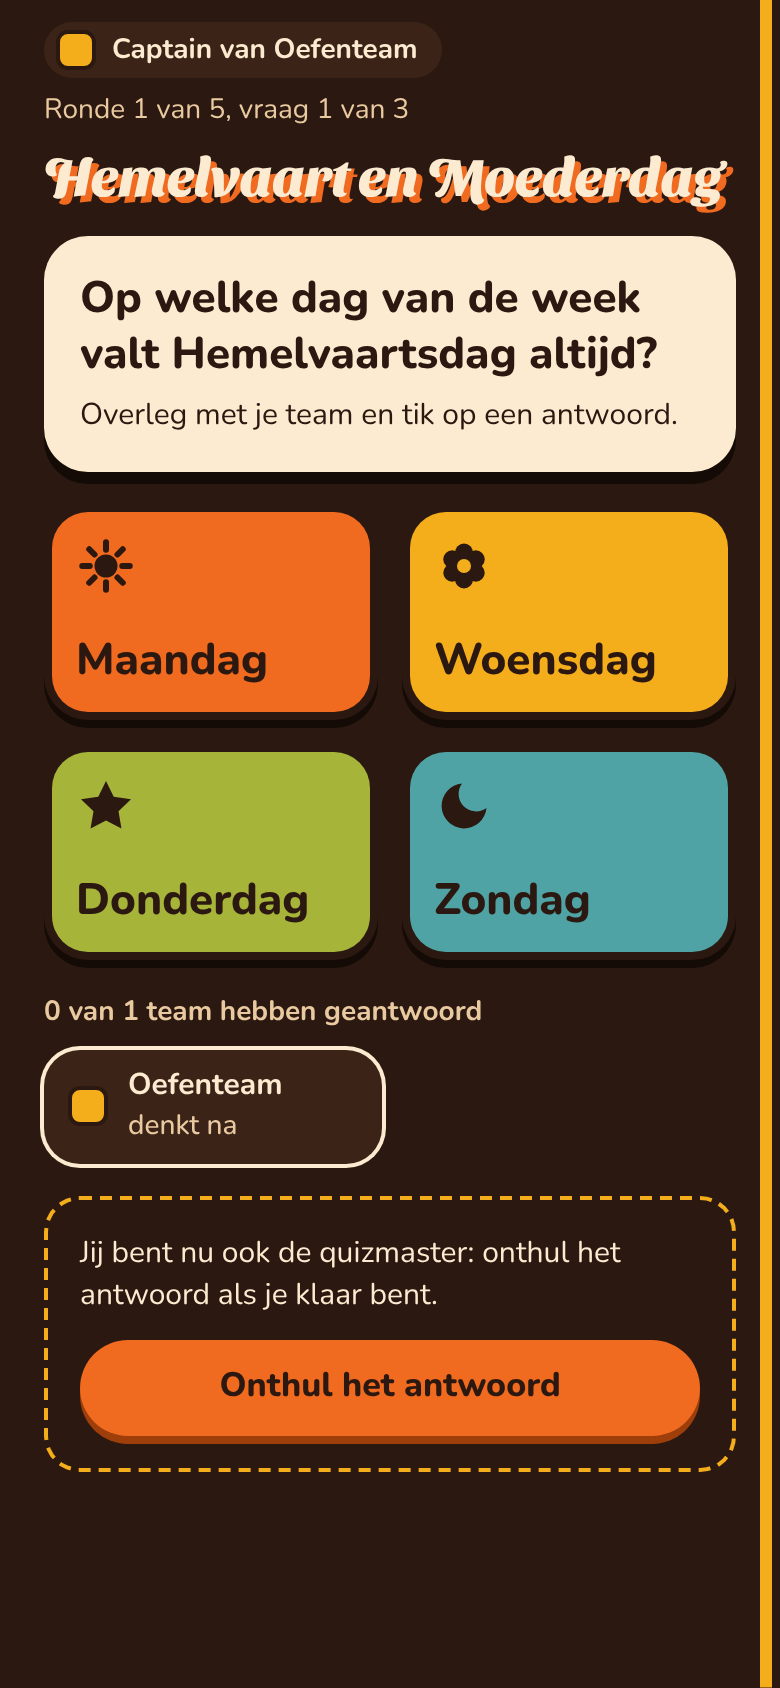 Captain van Oefenteam
Ronde 1 van 5, vraag 1 van 3
Hemelvaart en Moederdag
Op welke dag van de week
valt Hemelvaartsdag altijd?
Overleg met je team en tik op een antwoord.
Maandag
Woensdag
Donderdag
Zondag
0 van 1 team hebben geantwoord
Oefenteam
denkt na
Jij bent nu ook de quizmaster: onthul het
antwoord als je klaar bent.
Onthul het antwoord